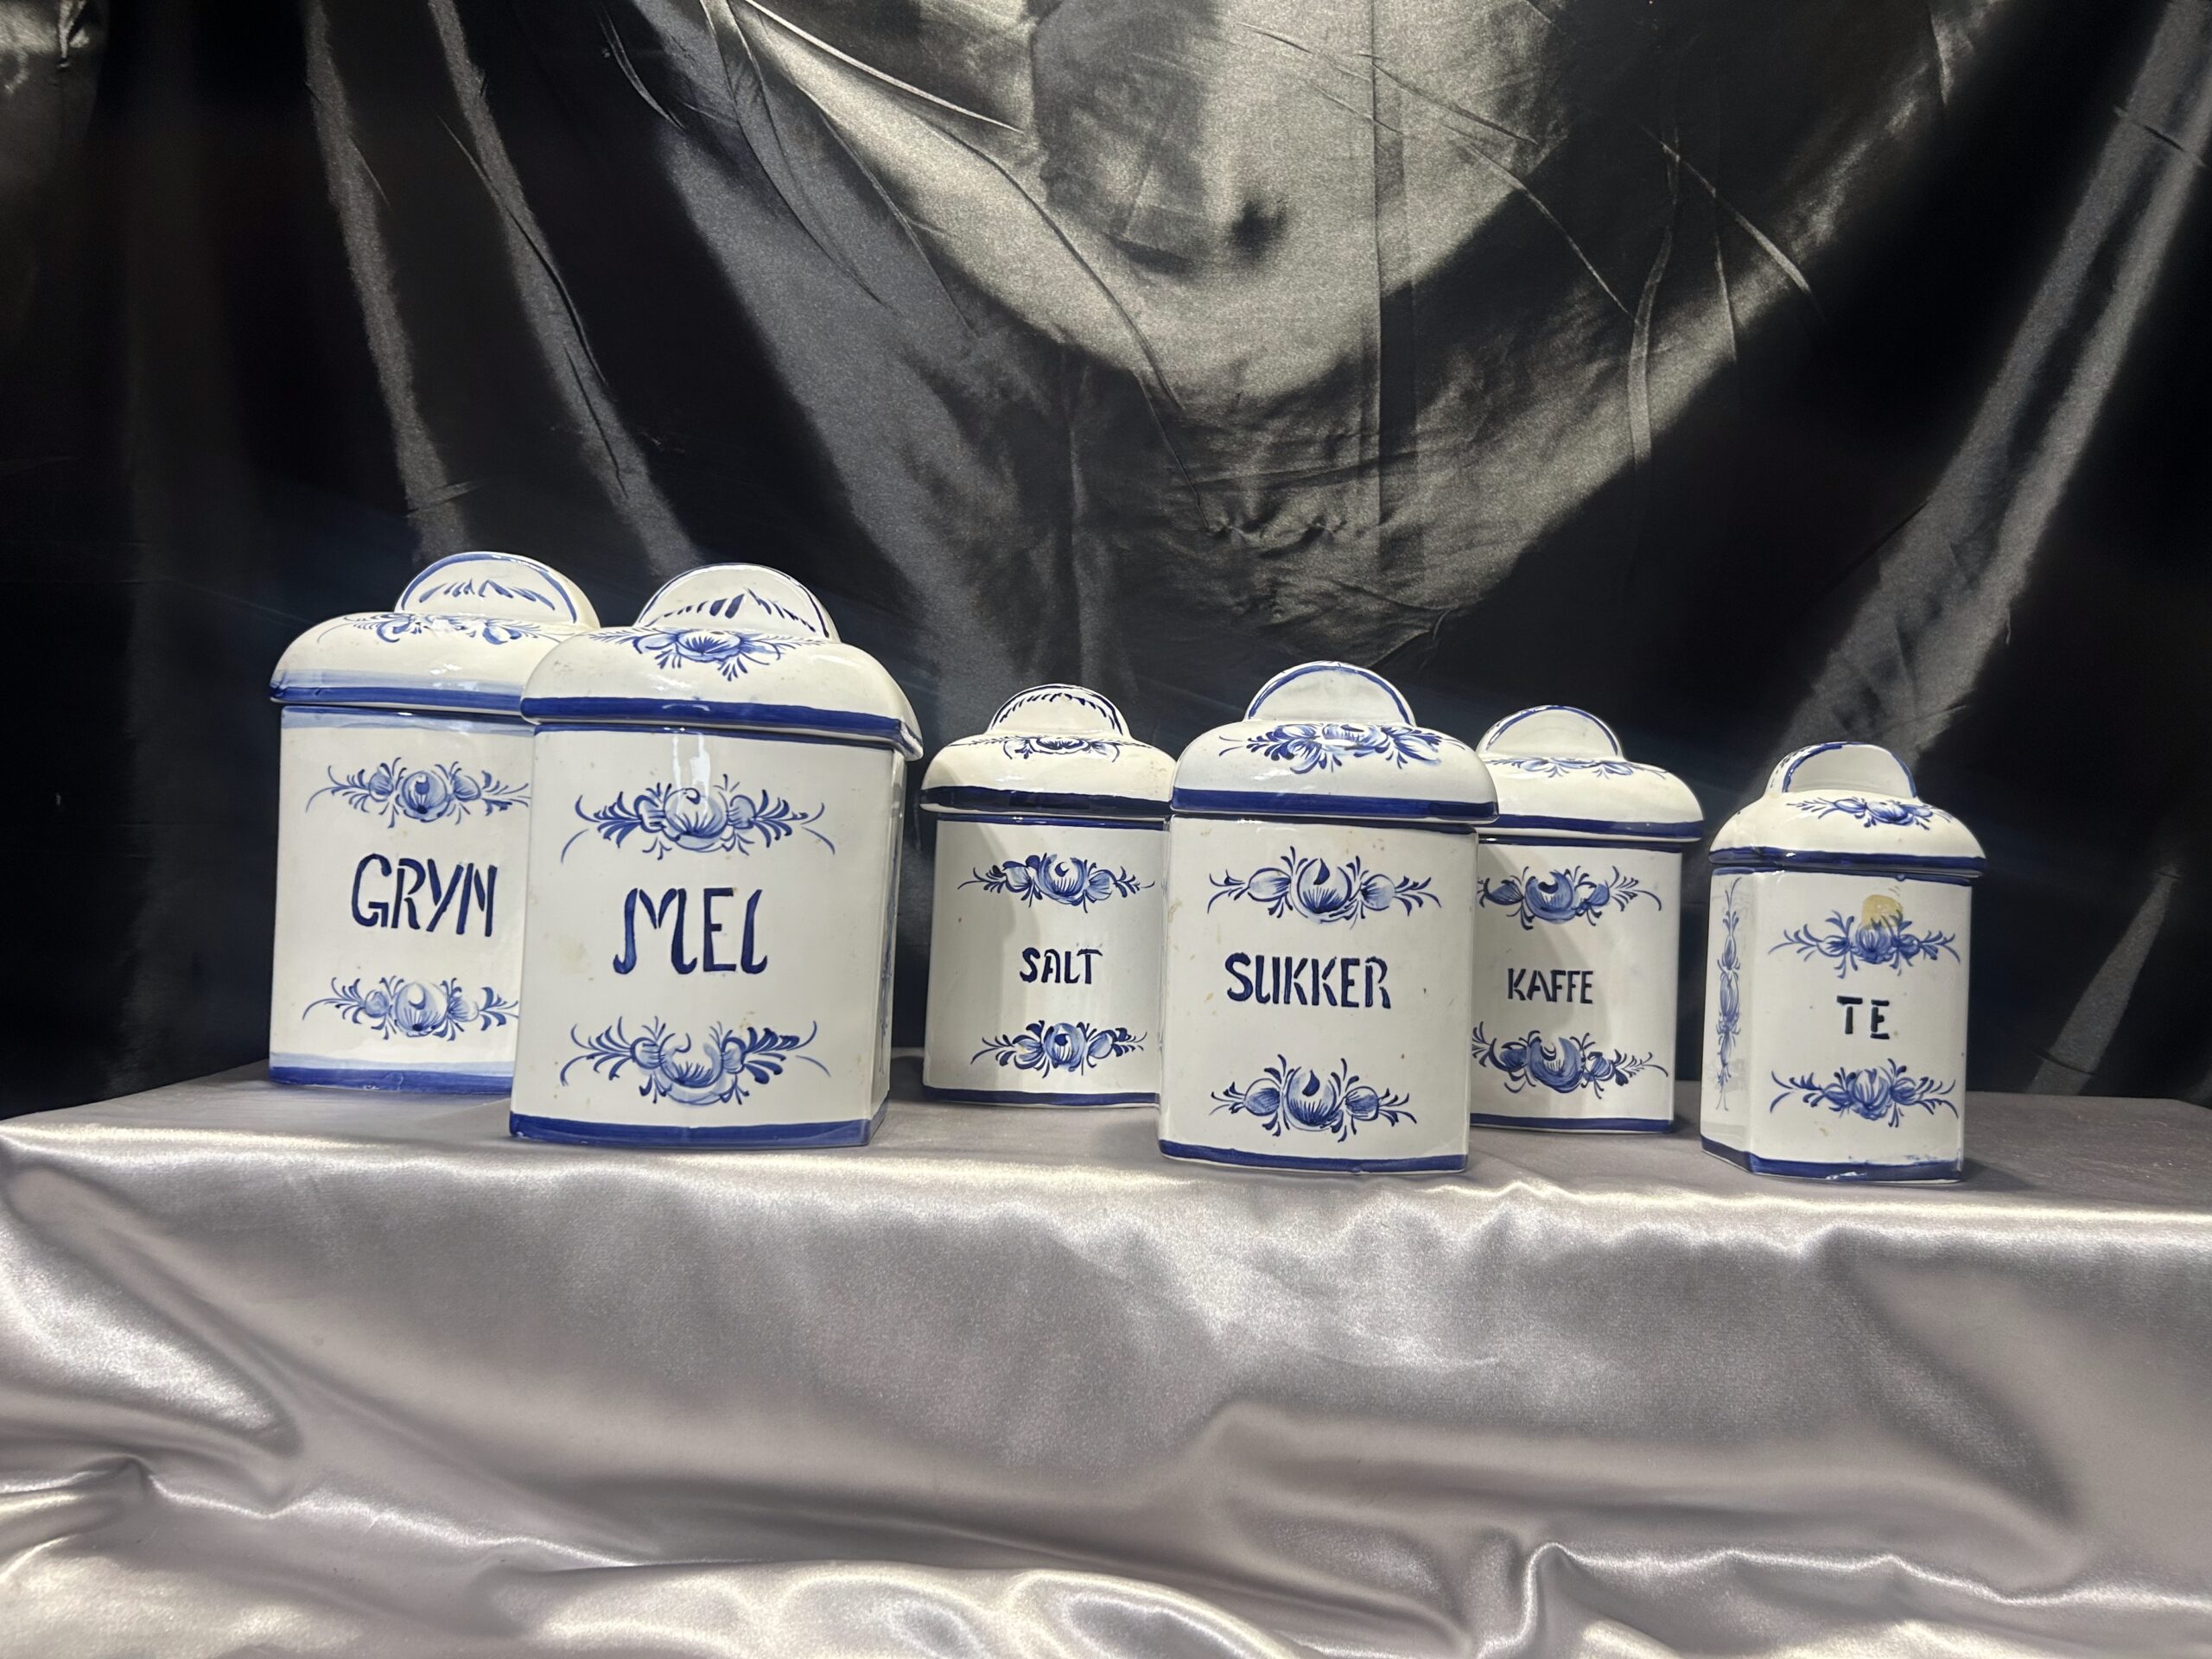 GRYN
MEL
SALT
SUKKER
KAFFE
TE